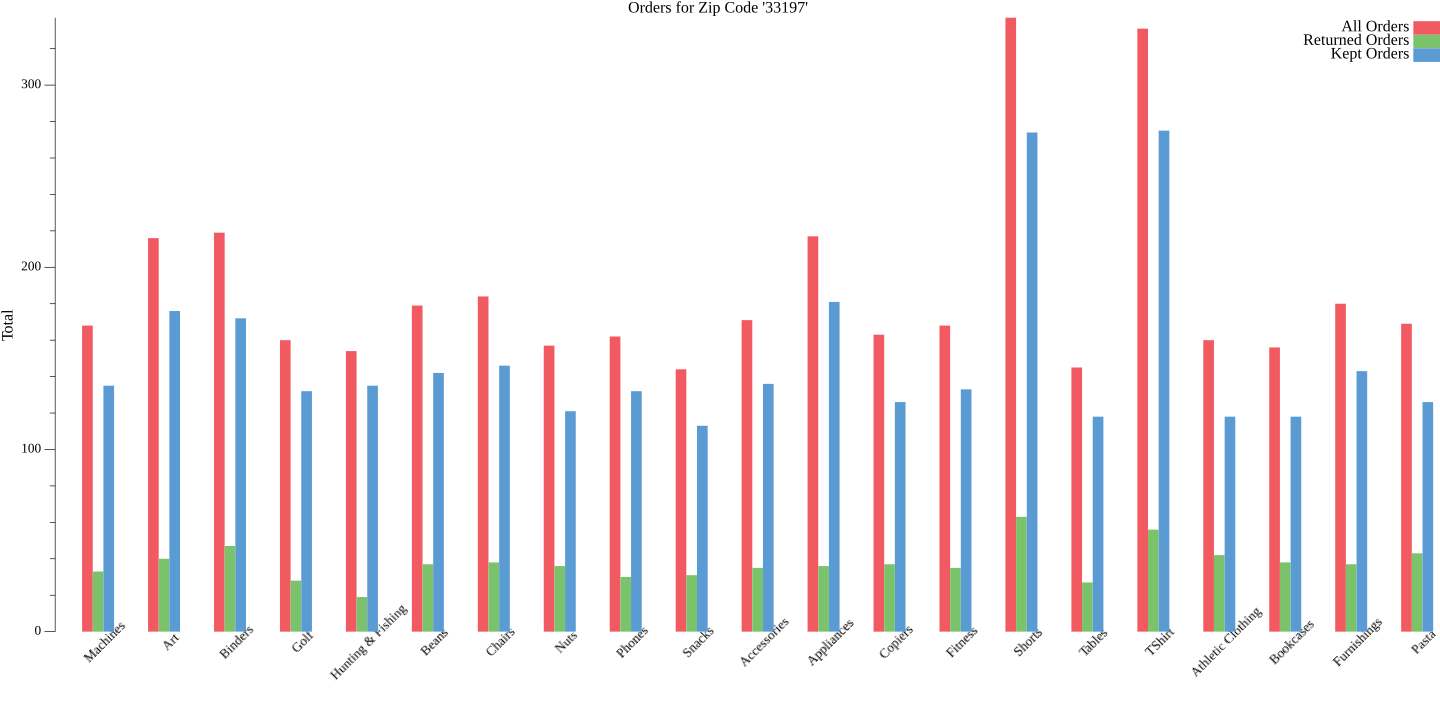 Orders for Zip Code '33197'
All Orders
Returned Orders
Kept Orders
Total
300
200
100
0
Machines
Art
Binders
Golf
Hunting & Fishing
Beans
Chairs
Nuts
Phones
Snacks
Accessories
Appliances
Copiers
Fitness
Shorts
Tables
TShirt
Athletic Clothing
Bookcases
Furnishings
Pasta